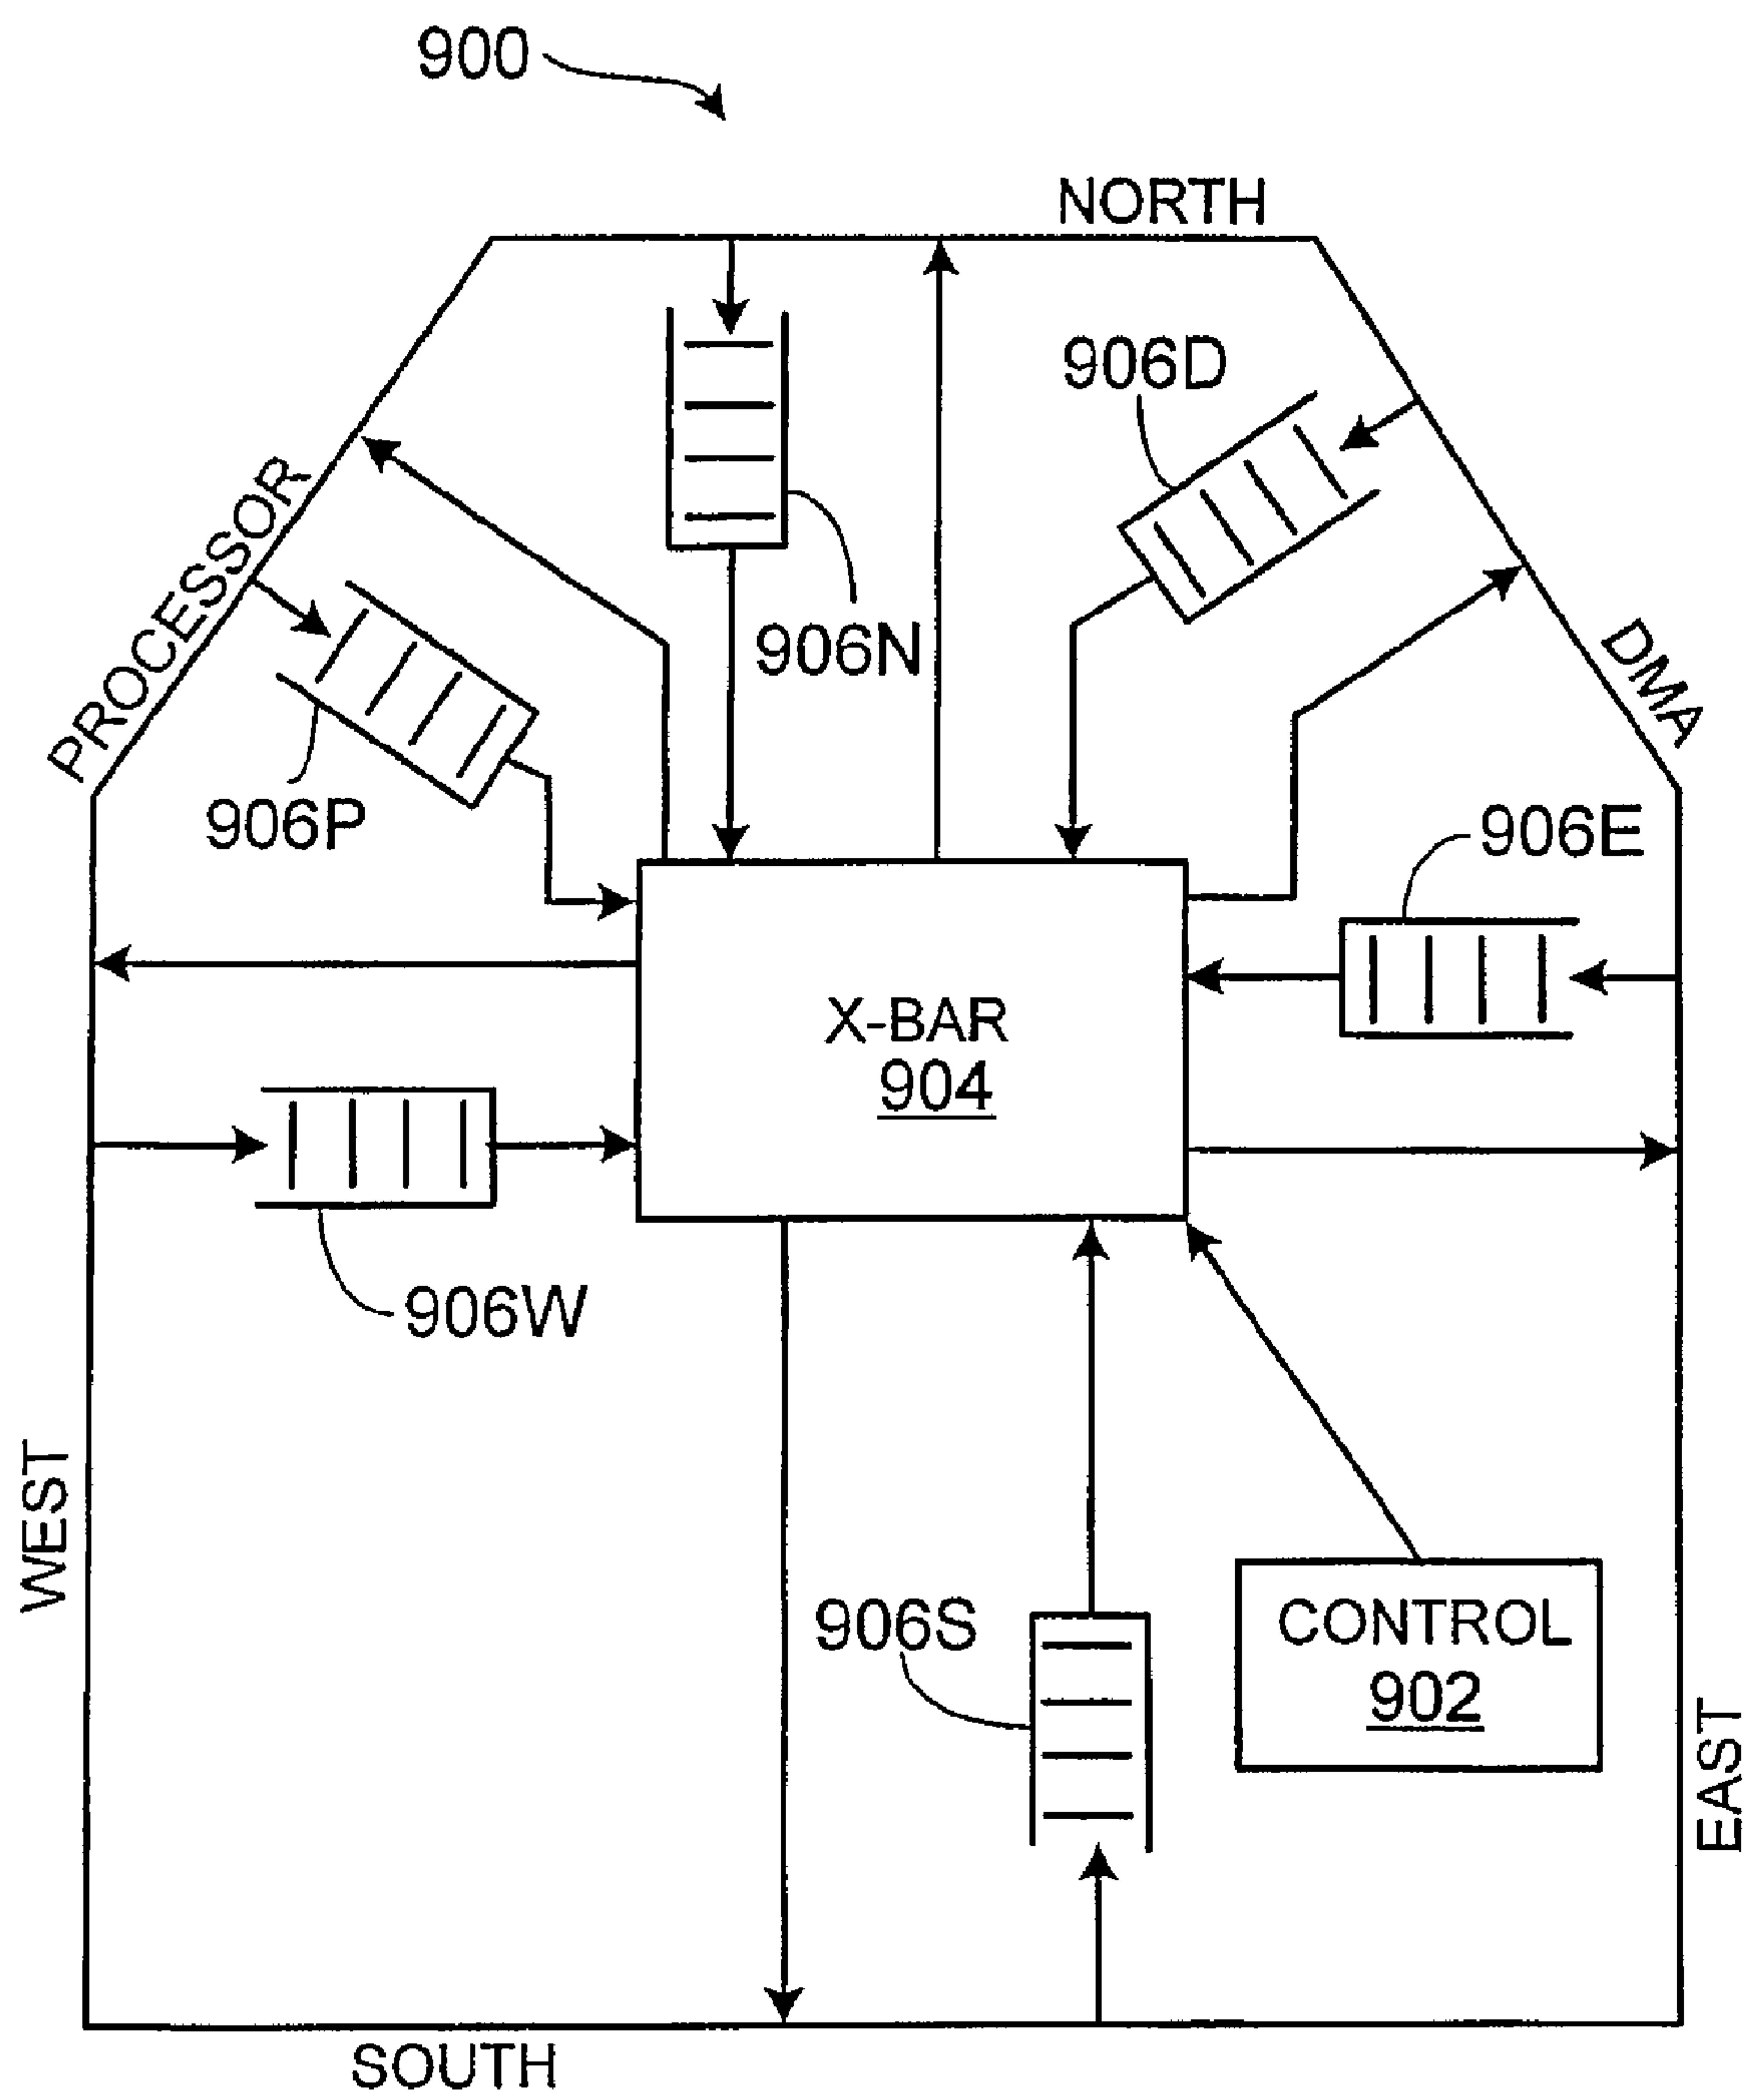 900
NORTH
906D
PROCESSOR
906N
DMA
906P
906E
X-BAR
904
906W
WEST
906S
CONTROL
902
EAST
SOUTH